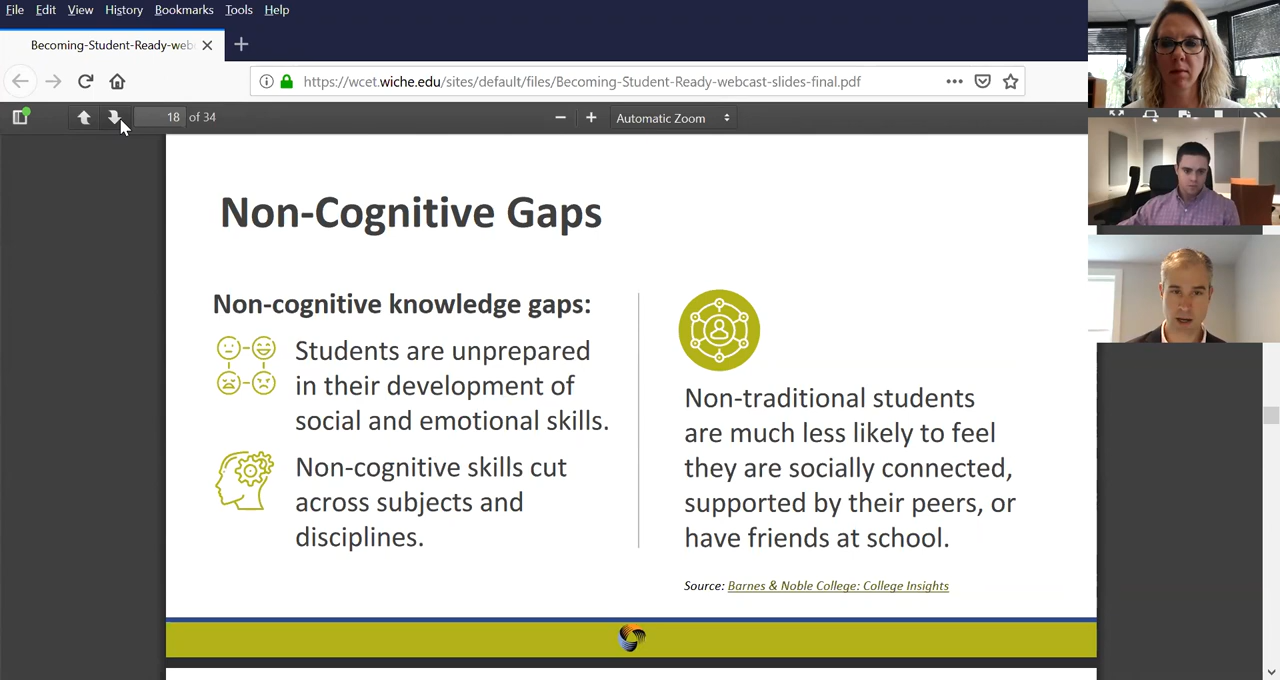 File Edit View History Bookmarks Tools Help
Becoming-Student-Ready-web
https://wcet.wiche.edu/sites/default/files/Becoming-Student-Ready-webcast-slides-final.pdf
18 of 34
Automatic Zoom
Non-Cognitive Gaps
Non-cognitive knowledge gaps:
Students are unprepared
in their development of
social and emotional skills.
Non-cognitive skills cut
across subjects and
disciplines.
Non-traditional students
are much less likely to feel
they are socially connected,
supported by their peers, or
have friends at school.
Source: Barnes & Noble College: College Insights